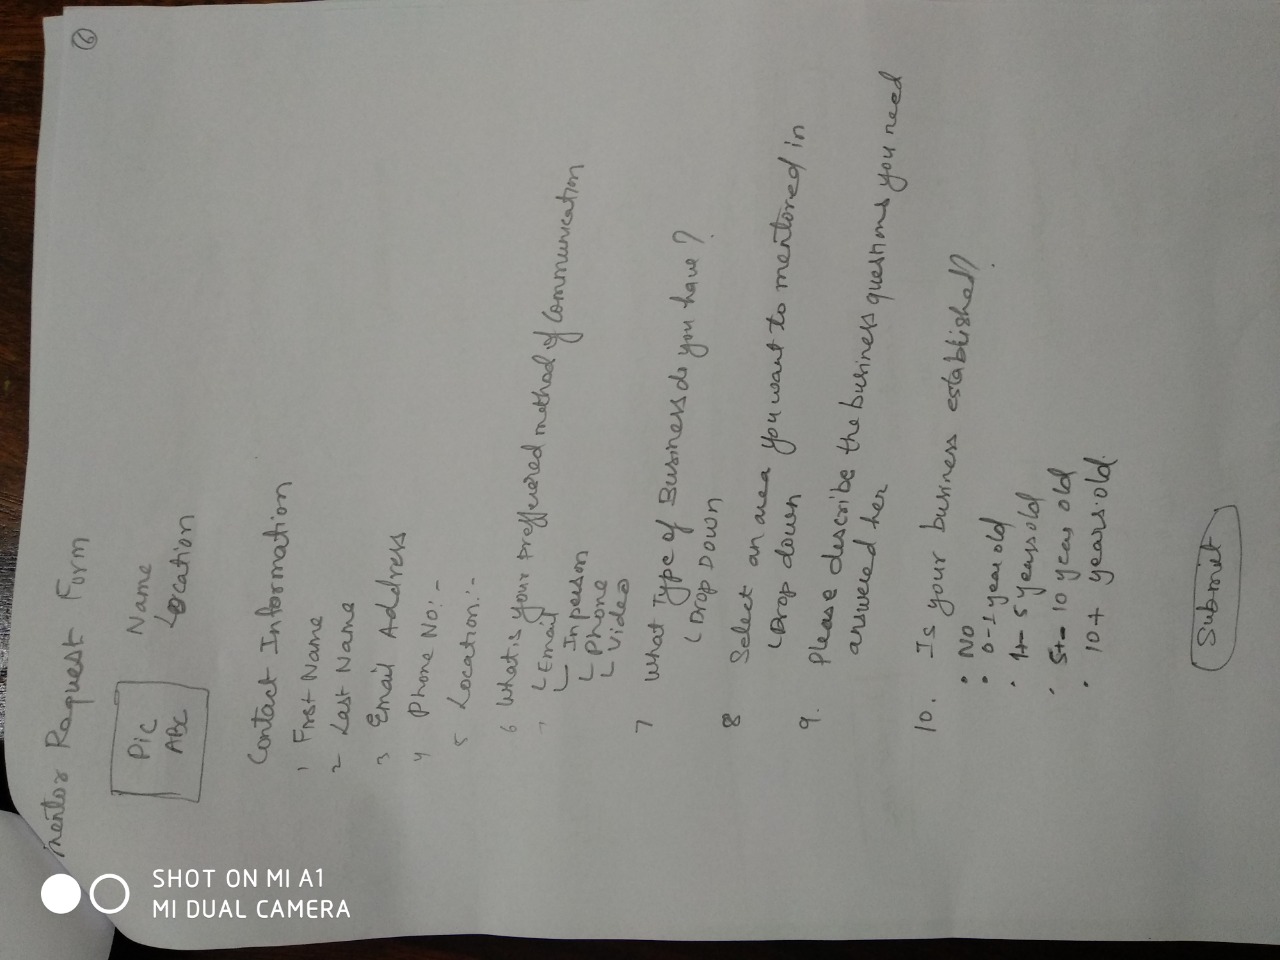 Mentor Request Form
6
Pic
ABC
Name
Location
Contact Information
1 First Name
2 Last Name
3 Email Address
4 Phone No:-
5 Location:-
6 What is your preffered method of Communication
└ Email
└ In person
└ Phone
└ Video
7 What Type of Business do you have?
└ Drop Down
8 Select an area you want to mentored in
└ Drop down
9. Please describe the business questions you need
answered her
10. Is your business established?
• NO
• 0-1 year old
• 1+- 5 years old
• 5+- 10 years old
• 10+ years old.
Submit
SHOT ON MI A1
MI DUAL CAMERA